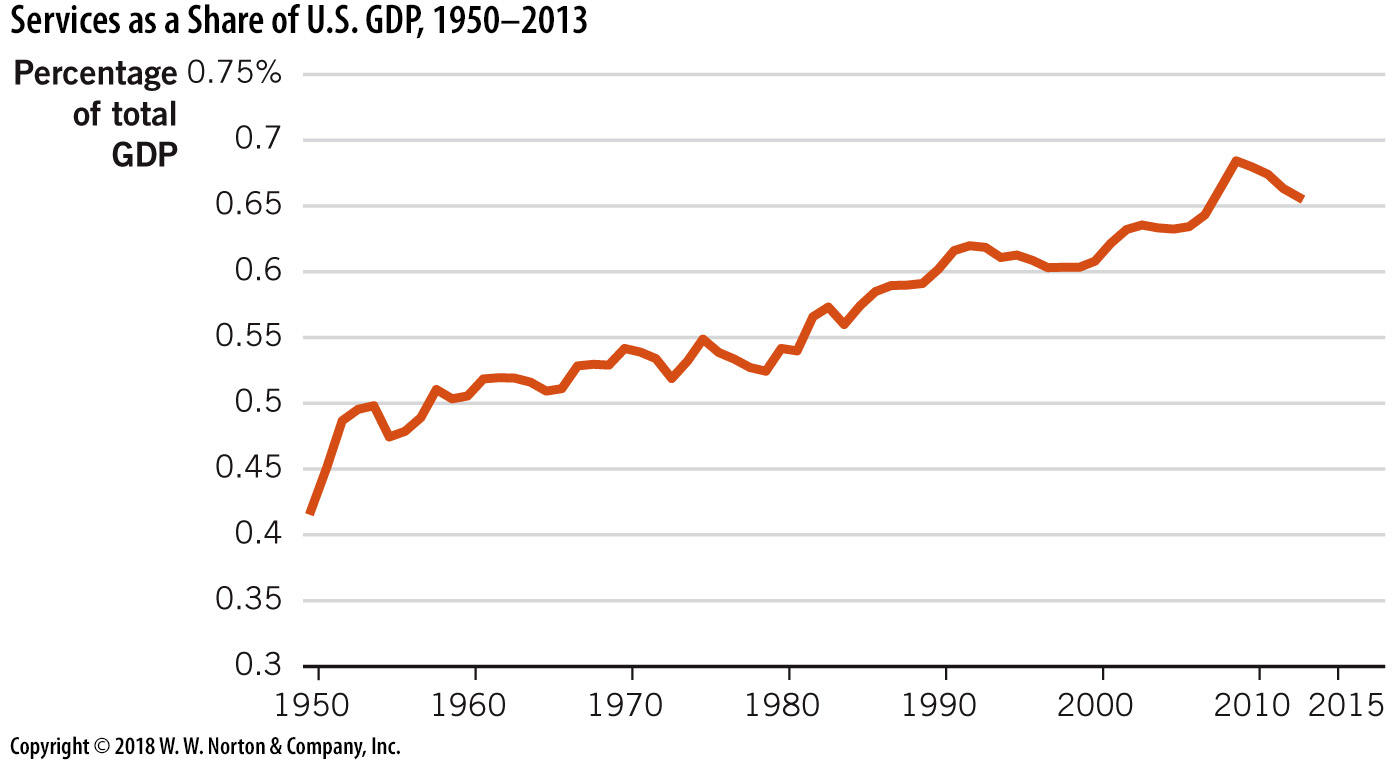 Services as a Share of U.S. GDP, 1950–2013
Percentage 0.75%
of total
GDP
0.7
0.65
0.6
0.55
0.5
0.45
0.4
0.35
0.3
1950 1960 1970 1980 1990 2000 2010 2015
Copyright © 2018 W. W. Norton & Company, Inc.